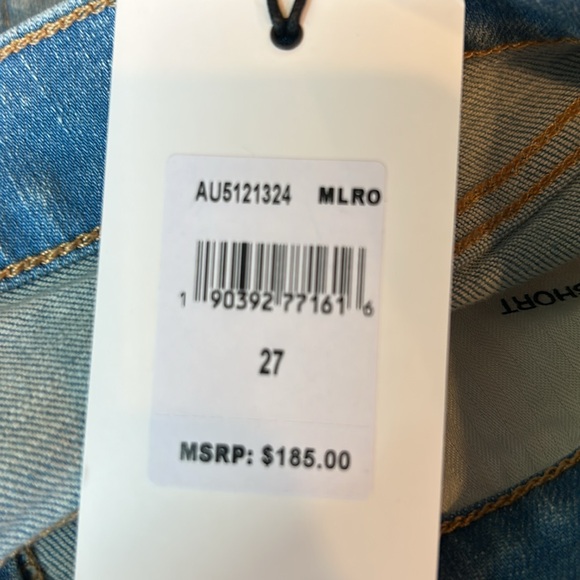 AU5121324 MLRO
1 90392 77161 6
27
MSRP: $185.00
SHORT